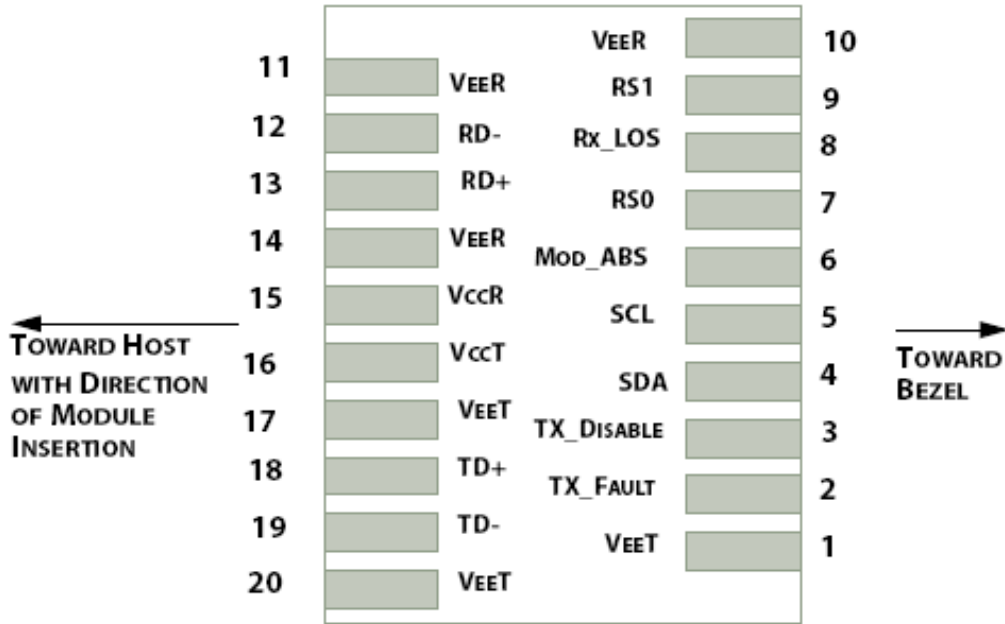 11 VEER
12 RD-
13 RD+
14 VEER
15 VccR
16 VccT
17 VEET
18 TD+
19 TD-
20 VEET
VEER 10
RS1 9
Rx_LOS 8
RS0 7
MOD_ABS 6
SCL 5
SDA 4
TX_DISABLE 3
TX_FAULT 2
VEET 1
TOWARD HOST
WITH DIRECTION
OF MODULE
INSERTION
TOWARD
BEZEL